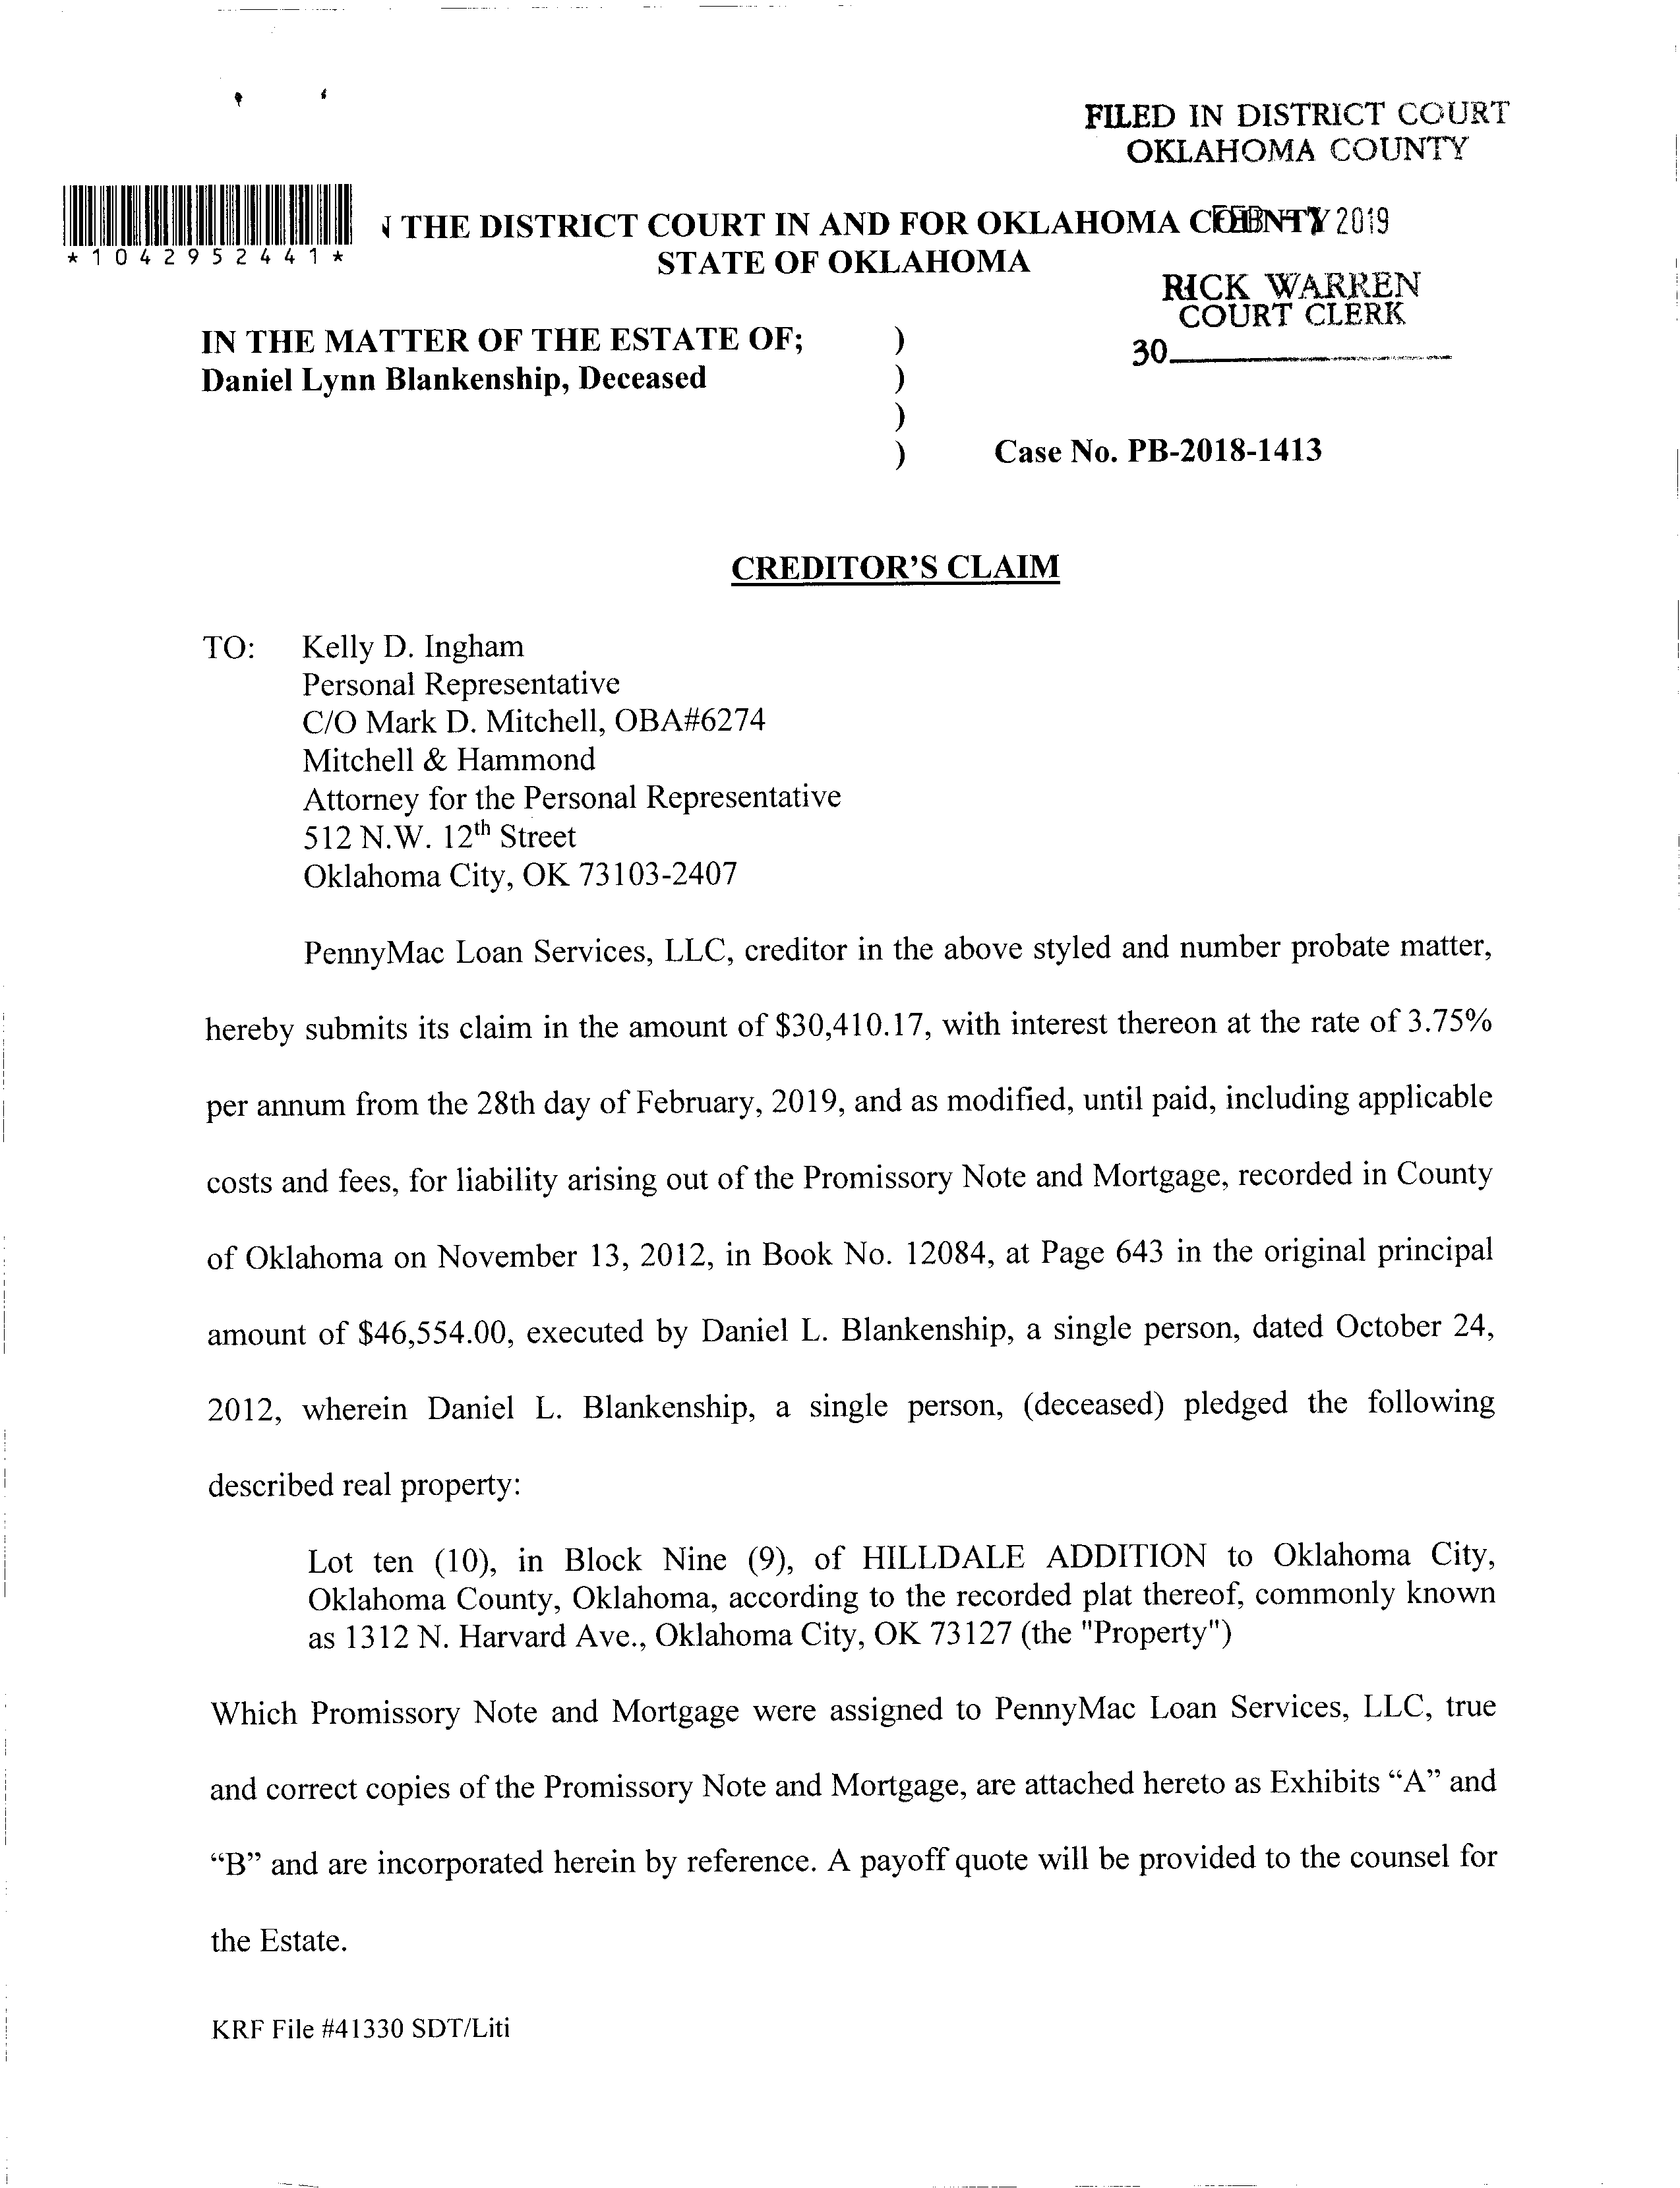 FILED IN DISTRICT COURT
OKLAHOMA COUNTY
THE DISTRICT COURT IN AND FOR OKLAHOMA COUNTY
2019
*1042952441*
STATE OF OKLAHOMA
RICK WARREN
COURT CLERK
30
IN THE MATTER OF THE ESTATE OF; )
Daniel Lynn Blankenship, Deceased )
)
) Case No. PB-2018-1413
CREDITOR'S CLAIM
TO: Kelly D. Ingham
Personal Representative
C/O Mark D. Mitchell, OBA#6274
Mitchell & Hammond
Attorney for the Personal Representative
512 N.W. 12th Street
Oklahoma City, OK 73103-2407
PennyMac Loan Services, LLC, creditor in the above styled and number probate matter,
hereby submits its claim in the amount of $30,410.17, with interest thereon at the rate of 3.75%
per annum from the 28th day of February, 2019, and as modified, until paid, including applicable
costs and fees, for liability arising out of the Promissory Note and Mortgage, recorded in County
of Oklahoma on November 13, 2012, in Book No. 12084, at Page 643 in the original principal
amount of $46,554.00, executed by Daniel L. Blankenship, a single person, dated October 24,
2012, wherein Daniel L. Blankenship, a single person, (deceased) pledged the following
described real property:
Lot ten (10), in Block Nine (9), of HILLDALE ADDITION to Oklahoma City,
Oklahoma County, Oklahoma, according to the recorded plat thereof, commonly known
as 1312 N. Harvard Ave., Oklahoma City, OK 73127 (the "Property")
Which Promissory Note and Mortgage were assigned to PennyMac Loan Services, LLC, true
and correct copies of the Promissory Note and Mortgage, are attached hereto as Exhibits “A” and
“B” and are incorporated herein by reference. A payoff quote will be provided to the counsel for
the Estate.
KRF File #41330 SDT/Liti